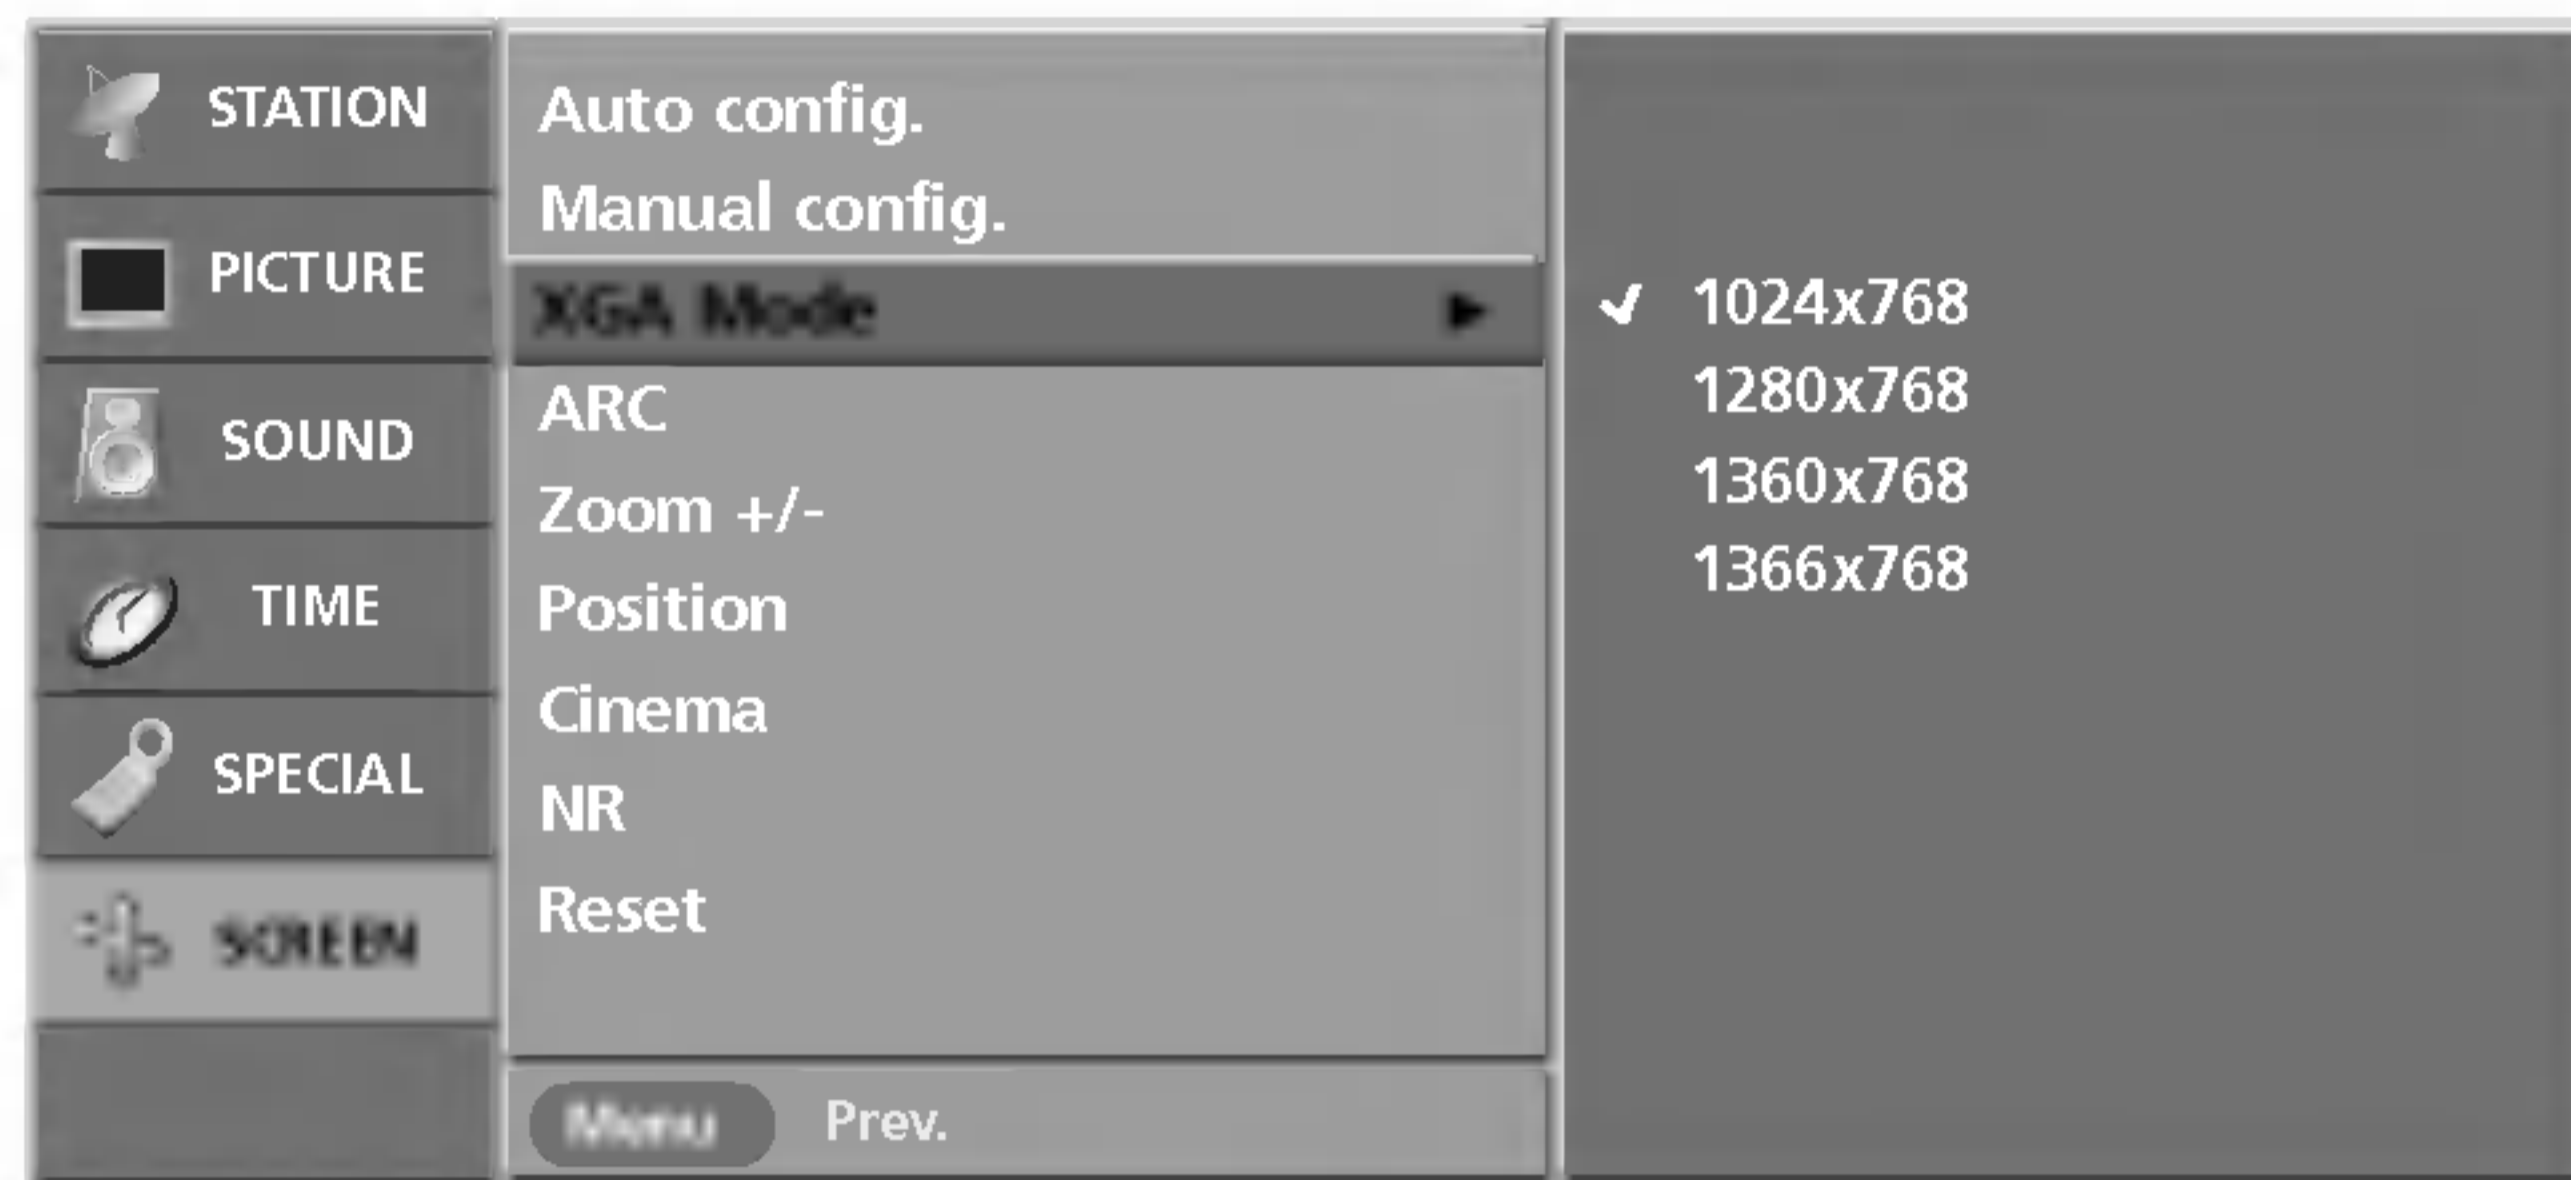 STATION
PICTURE
SOUND
TIME
SPECIAL
SCREEN
Auto config.
Manual config.
XGA Mode
ARC
Zoom +/-
Position
Cinema
NR
Reset
Menu Prev.
1024x768
1280x768
1360x768
1366x768